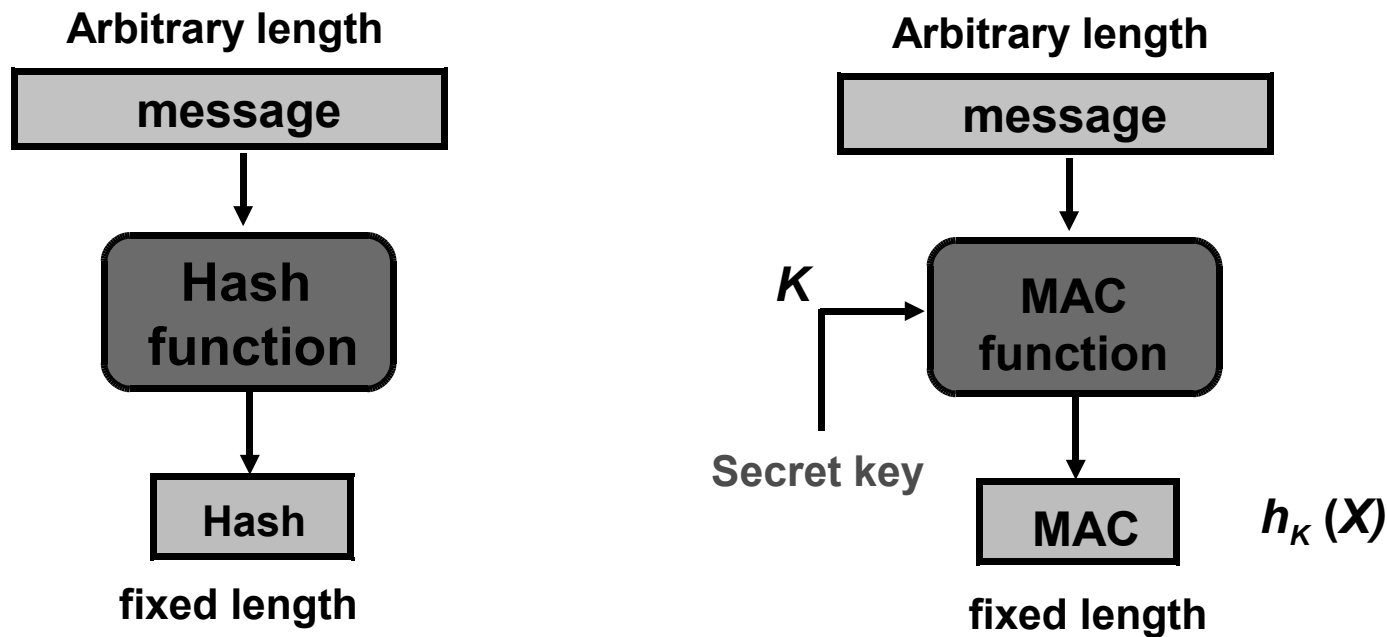 Arbitrary length
message
Hash
function
Hash
fixed length
Arbitrary length
message
K
MAC
function
Secret key
MAC
h_K (X)
fixed length